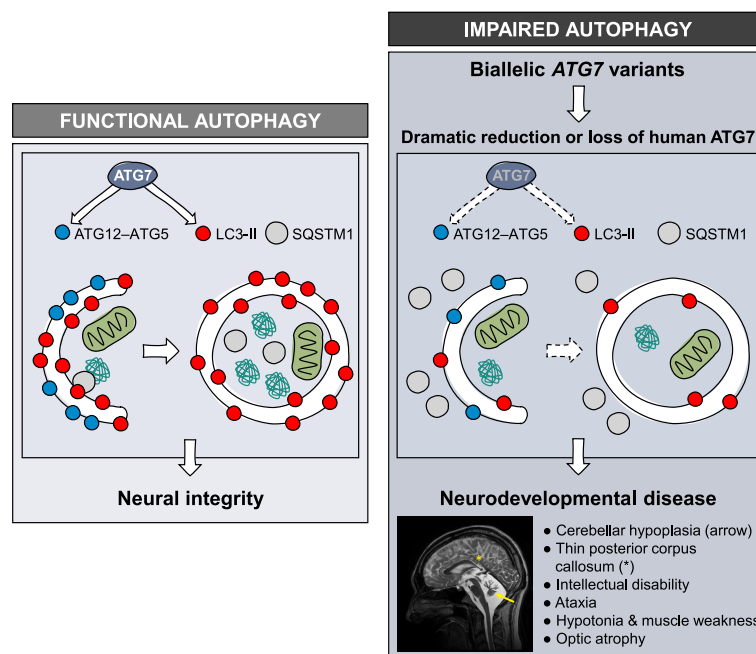 FUNCTIONAL AUTOPHAGY
ATG7
ATG12–ATG5
LC3-II
SQSTM1
Neural integrity
IMPAIRED AUTOPHAGY
Biallelic ATG7 variants
Dramatic reduction or loss of human ATG7
ATG7
ATG12–ATG5
LC3-II
SQSTM1
Neurodevelopmental disease
● Cerebellar hypoplasia (arrow)
● Thin posterior corpus
callosum (*)
● Intellectual disability
● Ataxia
● Hypotonia & muscle weakness
● Optic atrophy